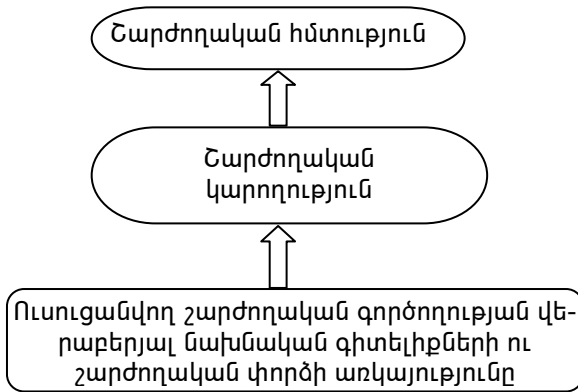 Շարժողական հմտություն
Շարժողական
կարողություն
Ուսուցանվող շարժողական գործողության վե-
րաբերյալ նախնական գիտելիքների ու
շարժողական փորձի առկայությունը